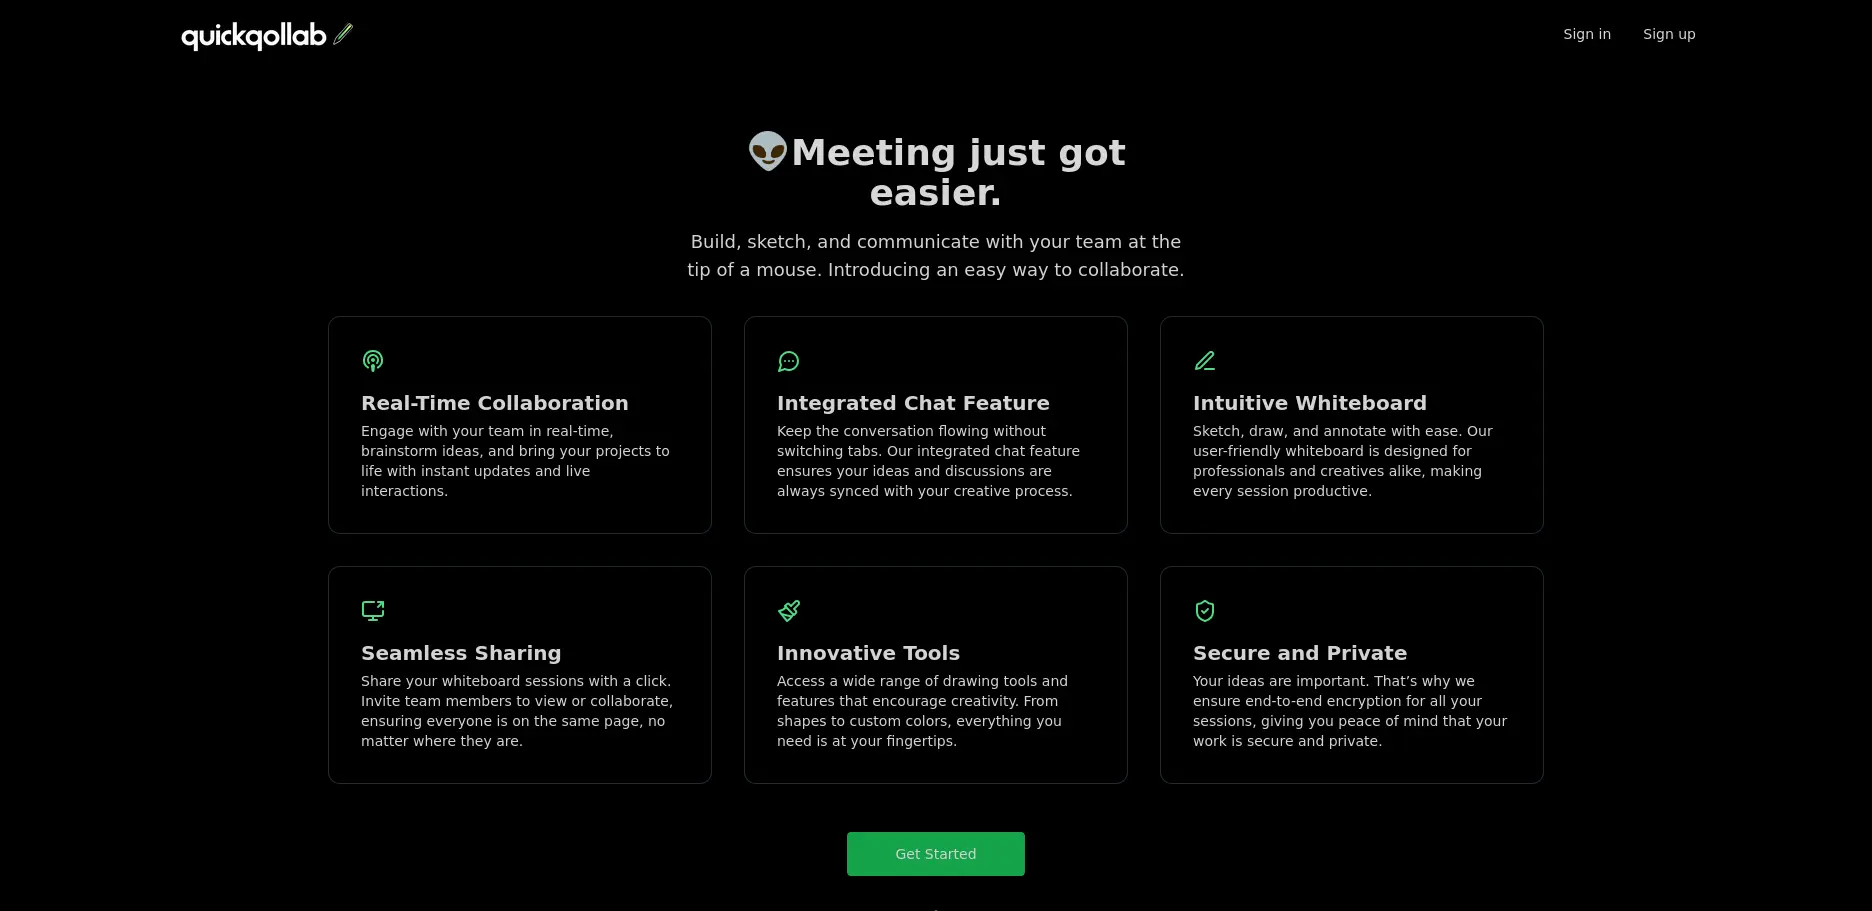 quickqollab
Sign in
Sign up
👽Meeting just got
easier.
Build, sketch, and communicate with your team at the
tip of a mouse. Introducing an easy way to collaborate.
Real-Time Collaboration
Engage with your team in real-time,
brainstorm ideas, and bring your projects to
life with instant updates and live
interactions.
Integrated Chat Feature
Keep the conversation flowing without
switching tabs. Our integrated chat feature
ensures your ideas and discussions are
always synced with your creative process.
Intuitive Whiteboard
Sketch, draw, and annotate with ease. Our
user-friendly whiteboard is designed for
professionals and creatives alike, making
every session productive.
Seamless Sharing
Share your whiteboard sessions with a click.
Invite team members to view or collaborate,
ensuring everyone is on the same page, no
matter where they are.
Innovative Tools
Access a wide range of drawing tools and
features that encourage creativity. From
shapes to custom colors, everything you
need is at your fingertips.
Secure and Private
Your ideas are important. That’s why we
ensure end-to-end encryption for all your
sessions, giving you peace of mind that your
work is secure and private.
Get Started